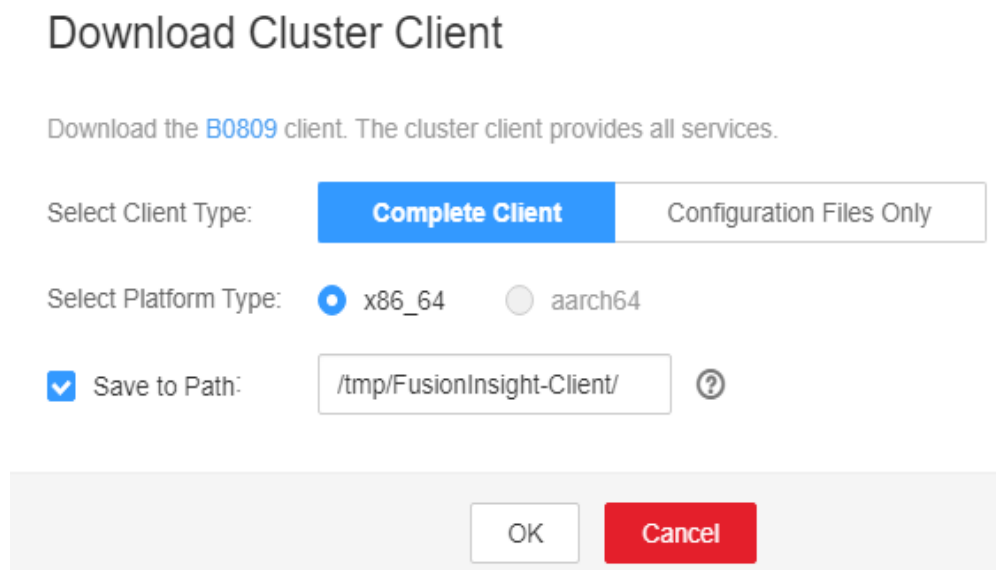 Download Cluster Client
Download the B0809 client. The cluster client provides all services.
Select Client Type: Complete Client Configuration Files Only
Select Platform Type: x86_64 aarch64
Save to Path: /tmp/FusionInsight-Client/ ?
OK Cancel